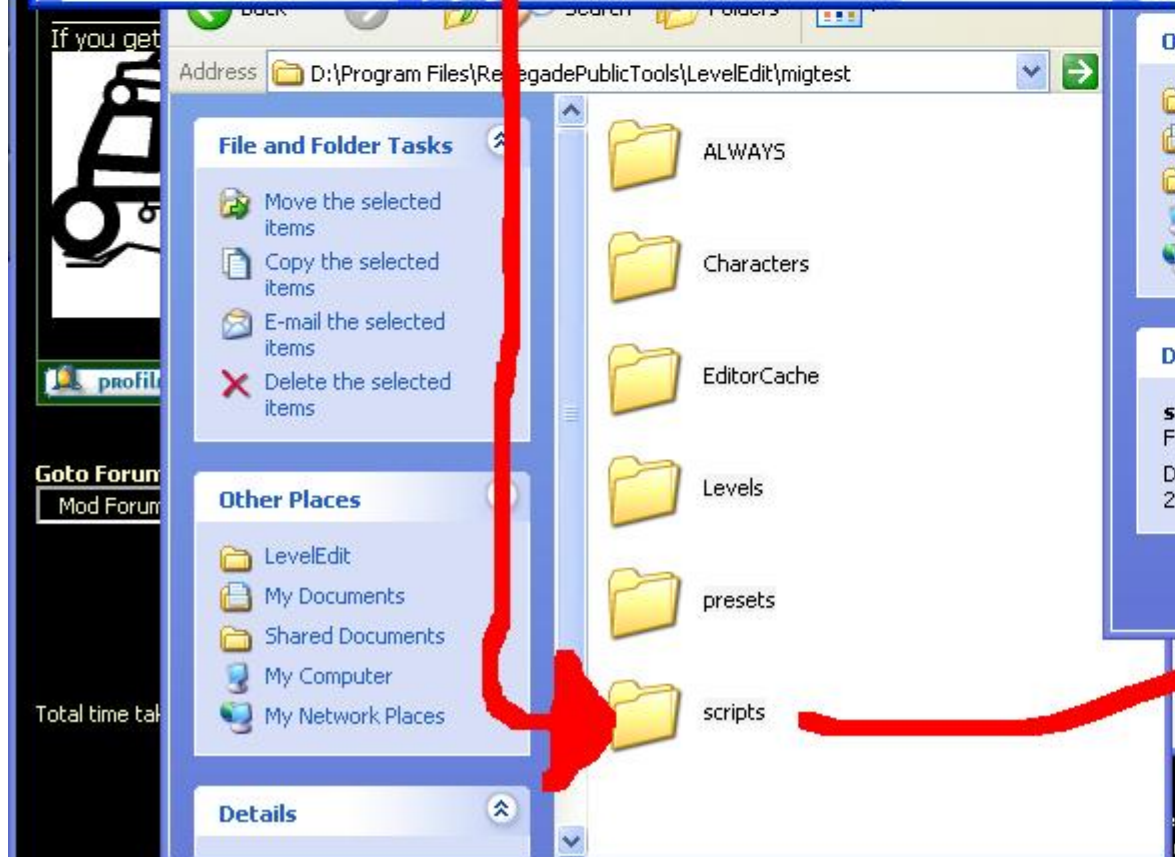 Back Search Folders
If you get
Address D:\Program Files\RenegadePublicTools\LevelEdit\migtest
File and Folder Tasks
Move the selected
items
Copy the selected
items
E-mail the selected
items
Delete the selected
items
profile
Goto Forum
Mod Forum
Other Places
LevelEdit
My Documents
Shared Documents
My Computer
My Network Places
Total time tak
Details
ALWAYS
Characters
EditorCache
Levels
presets
scripts
O
D
s
F
D
2